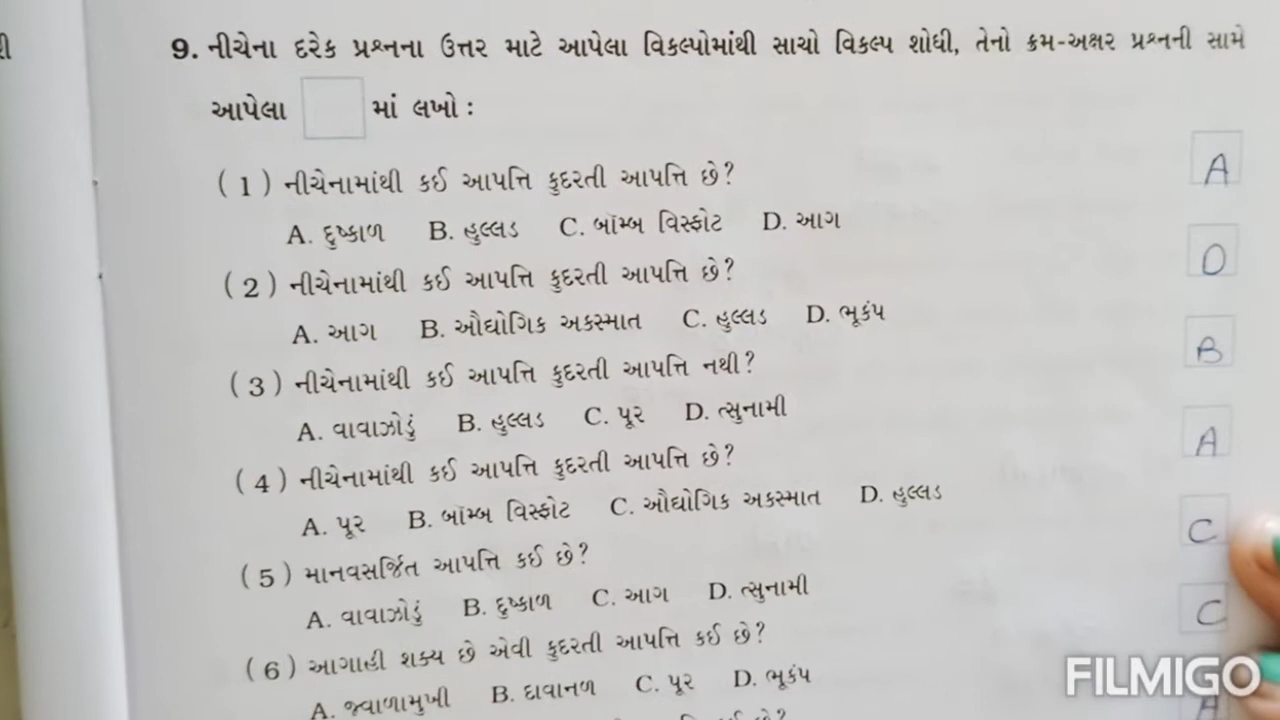 9. નીચેના દરેક પ્રશ્નના ઉત્તર માટે આપેલા વિકલ્પોમાંથી સાચો વિકલ્પ શોધી, તેનો ક્રમ-અક્ષર પ્રશ્નની સામે
આપેલા માં લખો :
( 1 ) નીચેનામાંથી કઈ આપત્તિ કુદરતી આપત્તિ છે? A
A. દુષ્કાળ B. હુલ્લડ C. બૉમ્બ વિસ્ફોટ D. આગ
( 2 ) નીચેનામાંથી કઈ આપત્તિ કુદરતી આપત્તિ છે? D
A. આગ B. ઔદ્યોગિક અકસ્માત C. હુલ્લડ D. ભૂકંપ
( 3 ) નીચેનામાંથી કઈ આપત્તિ કુદરતી આપત્તિ નથી? B
A. વાવાઝોડું B. હુલ્લડ C. પૂર D. ત્સુનામી
( 4 ) નીચેનામાંથી કઈ આપત્તિ કુદરતી આપત્તિ છે? A
A. પૂર B. બૉમ્બ વિસ્ફોટ C. ઔદ્યોગિક અકસ્માત D. હુલ્લડ
( 5 ) માનવસર્જિત આપત્તિ કઈ છે? C
A. વાવાઝોડું B. દુષ્કાળ C. આગ D. ત્સુનામી
( 6 ) આગાહી શક્ય છે એવી કુદરતી આપત્તિ કઈ છે? C
A. જ્વાળામુખી B. દાવાનળ C. પૂર D. ભૂકંપ
FILMIGO